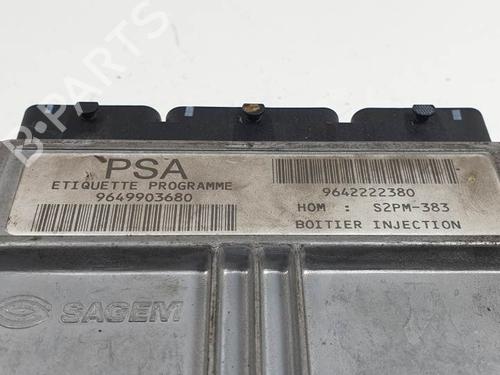 PSA
ETIQUETTE PROGRAMME
9649903680
9642222380
HOM : S2PM-383
BOITIER INJECTION
SAGEM
B-PARTS